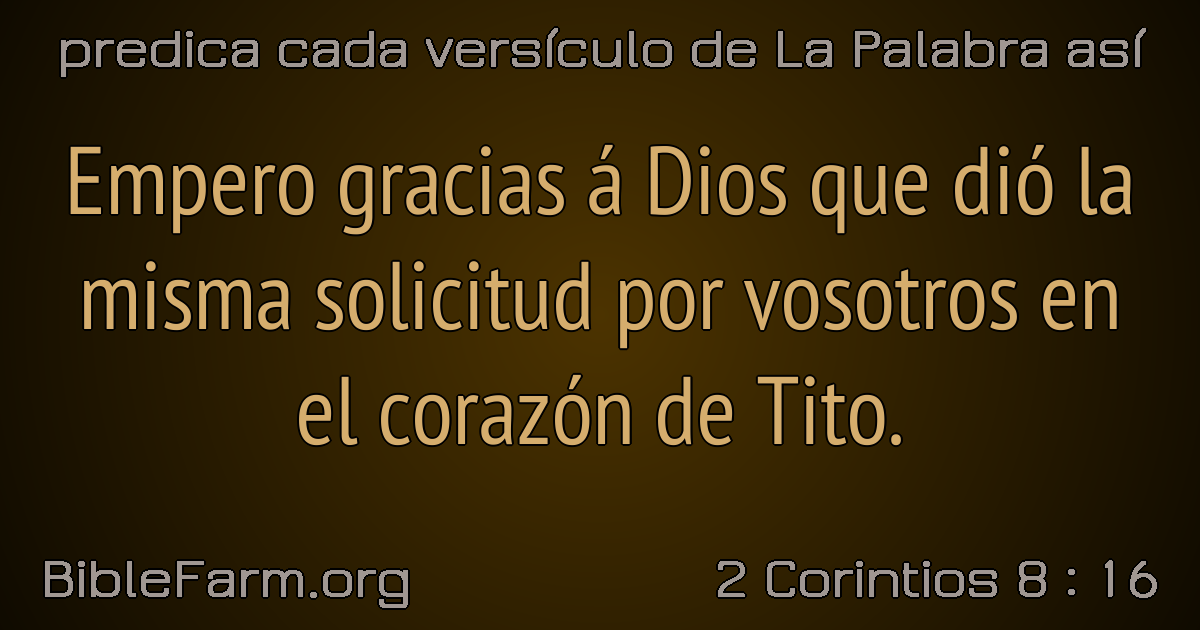 predica cada versículo de La Palabra así
Empero gracias á Dios que dió la
misma solicitud por vosotros en
el corazón de Tito.
BibleFarm.org
2 Corintios 8 : 16